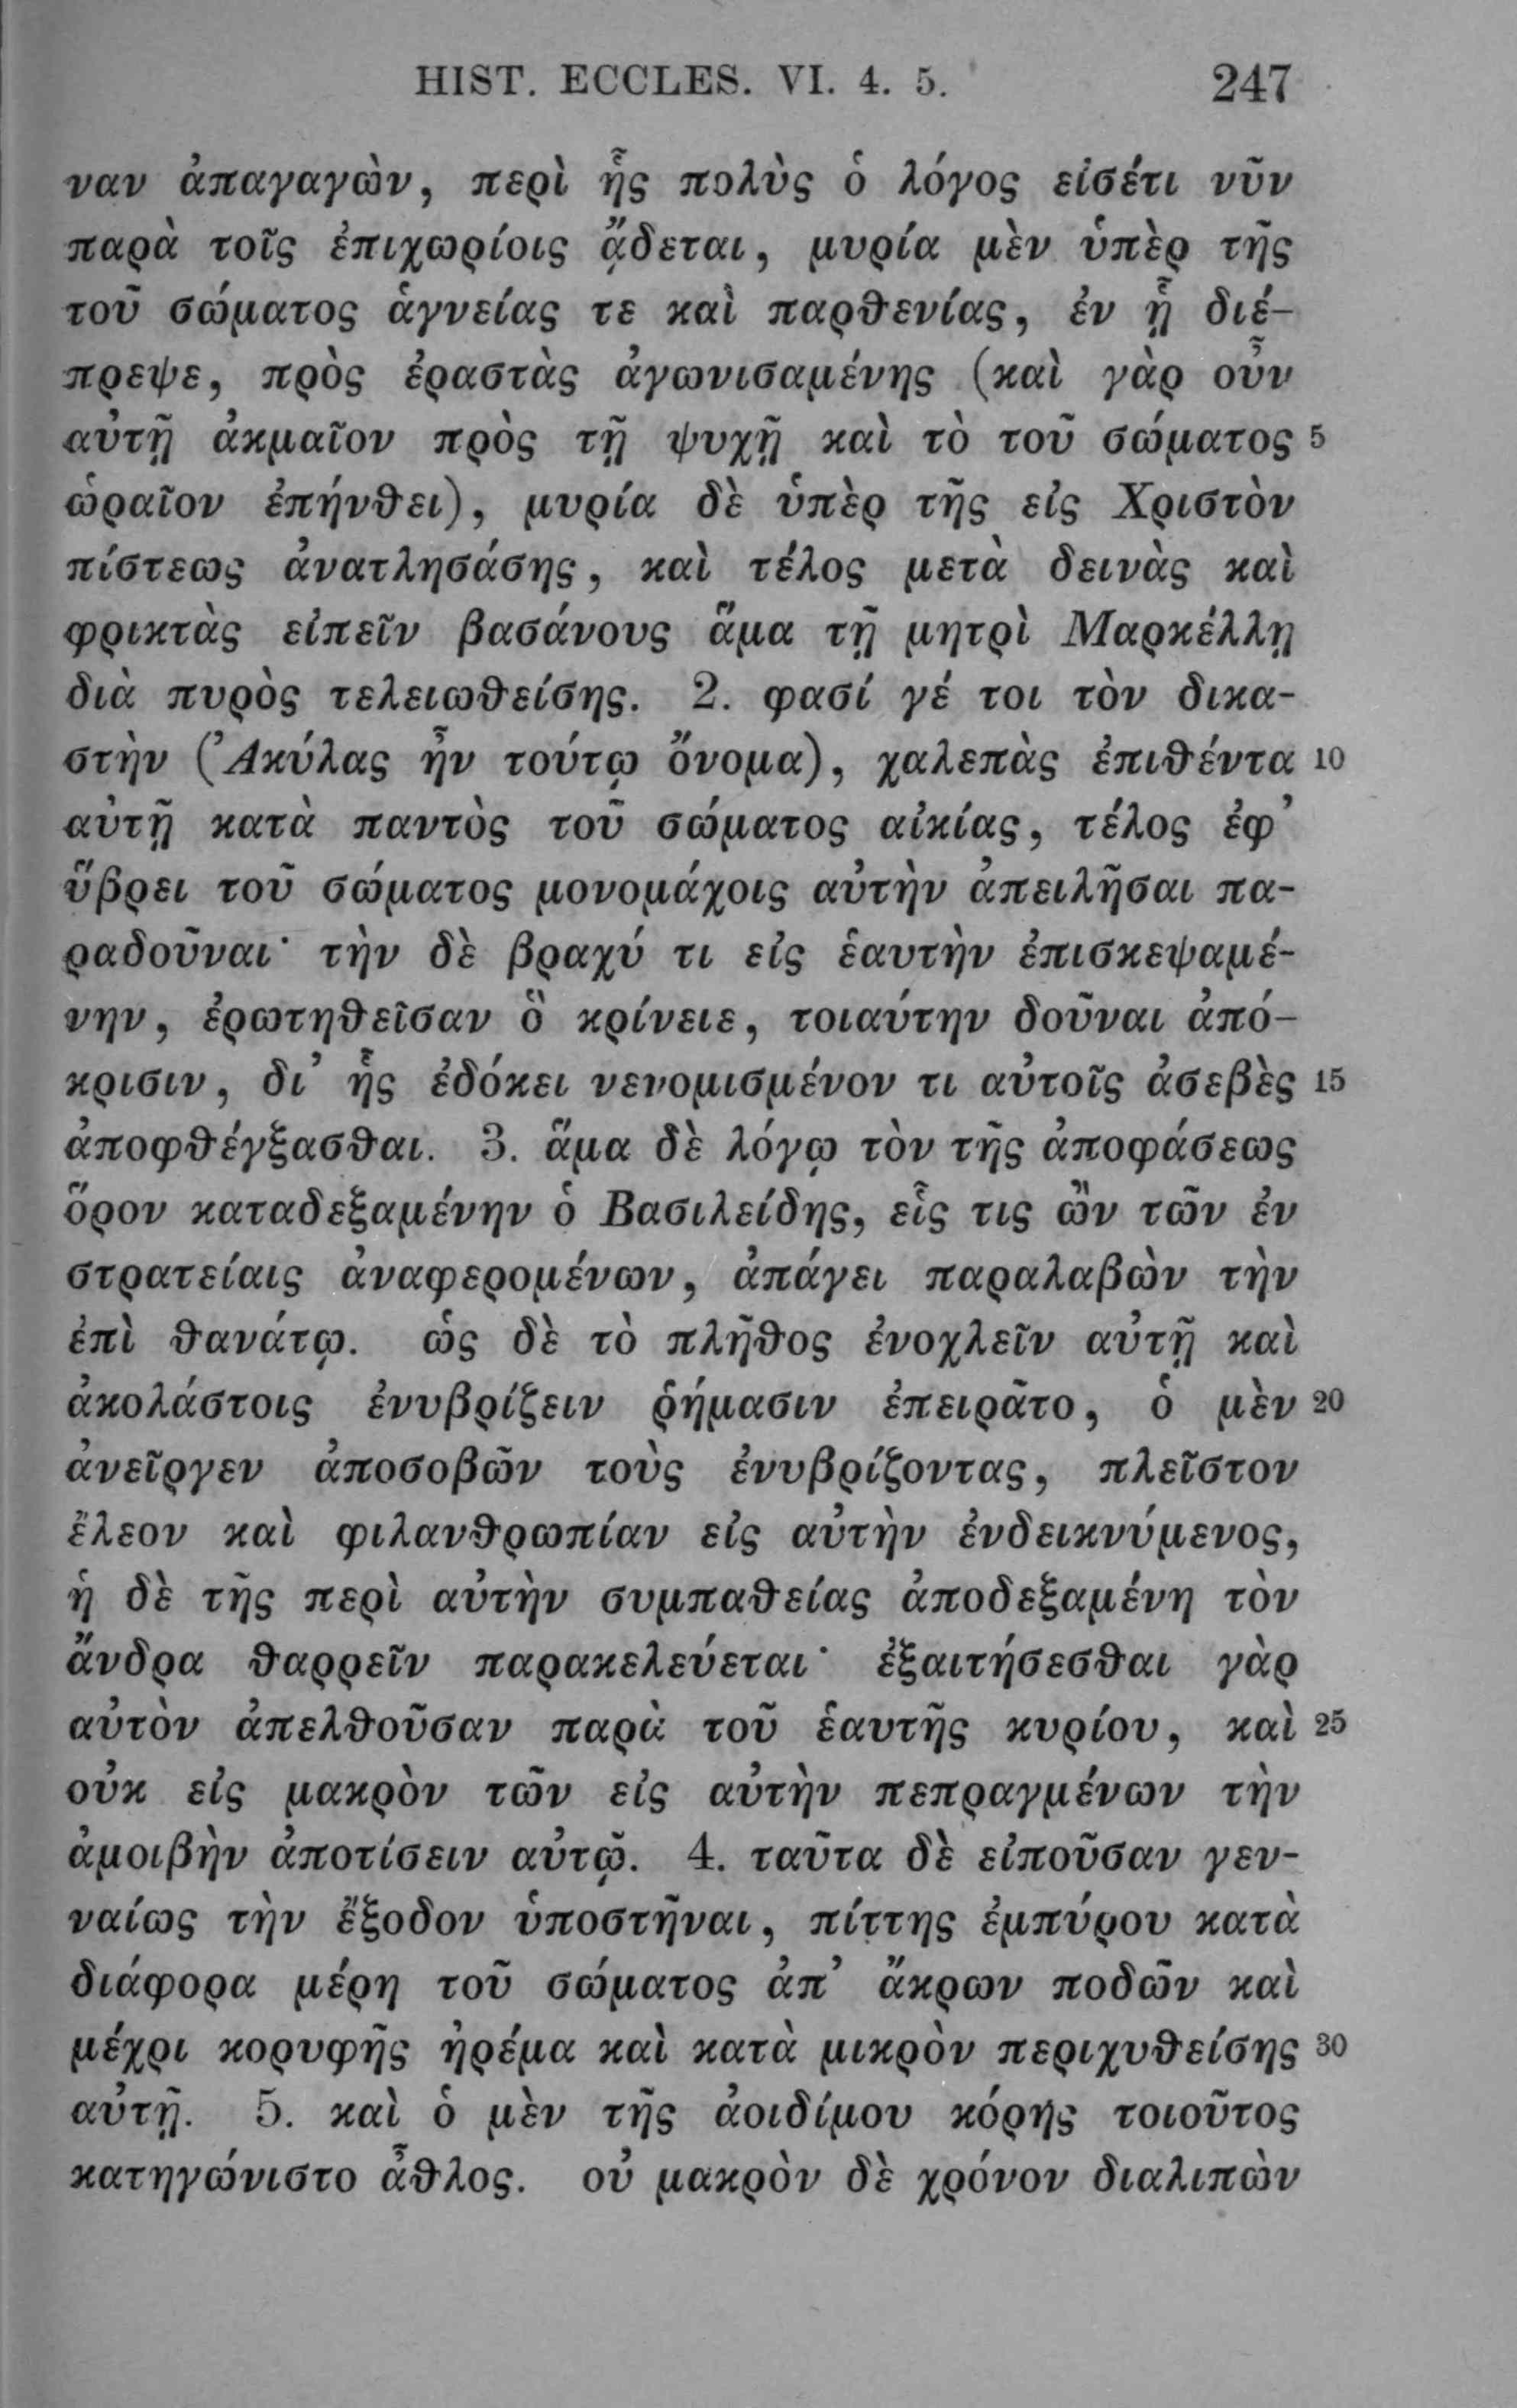 HIST. ECCLES. VI. 4. 5. 247
ναν ἀπαγαγὼν, περὶ ἧς πολὺς ὁ λόγος εἰσέτι νῦν
παρὰ τοῖς ἐπιχωρίοις ᾄδεται, μυρία μὲν ὑπὲρ τῆς
τοῦ σώματος ἁγνείας τε καὶ παρθενίας, ἐν ᾗ διέ-
πρεψε, πρὸς ἐραστὰς ἀγωνισαμένης (καὶ γὰρ οὖν
αὐτῇ ἀκμαῖον πρὸς τῇ ψυχῇ καὶ τὸ τοῦ σώματος 5
ὡραῖον ἐπήνθει), μυρία δὲ ὑπὲρ τῆς εἰς Χριστὸν
πίστεως ἀνατλησάσης, καὶ τέλος μετὰ δεινὰς καὶ
φρικτὰς εἰπεῖν βασάνους ἅμα τῇ μητρὶ Μαρκέλλῃ
διὰ πυρὸς τελειωθείσης. 2. φασί γέ τοι τὸν δικα-
στὴν (Ἀκύλας ἦν τούτῳ ὄνομα), χαλεπὰς ἐπιθέντα 10
αὐτῇ κατὰ παντὸς τοῦ σώματος αἰκίας, τέλος ἐφ’
ὕβρει τοῦ σώματος μονομάχοις αὐτὴν ἀπειλῆσαι πα-
ραδοῦναι· τὴν δὲ βραχύ τι εἰς ἑαυτὴν ἐπισκεψαμέ-
νην, ἐρωτηθεῖσαν ὃ κρίνειε, τοιαύτην δοῦναι ἀπό-
κρισιν, δι’ ἧς ἐδόκει νενομισμένον τι αὐτοῖς ἀσεβὲς 15
ἀποφθέγξασθαι. 3. ἅμα δὲ λόγῳ τὸν τῆς ἀποφάσεως
ὅρον καταδεξαμένην ὁ Βασιλείδης, εἷς τις ὢν τῶν ἐν
στρατείαις ἀναφερομένων, ἀπάγει παραλαβὼν τὴν
ἐπὶ θανάτῳ. ὡς δὲ τὸ πλῆθος ἐνοχλεῖν αὐτῇ καὶ
ἀκολάστοις ἐνυβρίζειν ῥήμασιν ἐπειρᾶτο, ὁ μὲν 20
ἀνεῖργεν ἀποσοβῶν τοὺς ἐνυβρίζοντας, πλεῖστον
ἔλεον καὶ φιλανθρωπίαν εἰς αὐτὴν ἐνδεικνύμενος,
ἡ δὲ τῆς περὶ αὐτὴν συμπαθείας ἀποδεξαμένη τὸν
ἄνδρα θαρρεῖν παρακελεύεται· ἐξαιτήσεσθαι γὰρ
αὐτὸν ἀπελθοῦσαν παρὰ τοῦ ἑαυτῆς κυρίου, καὶ 25
οὐκ εἰς μακρὸν τῶν εἰς αὐτὴν πεπραγμένων τὴν
ἀμοιβὴν ἀποτίσειν αὐτῷ. 4. ταῦτα δὲ εἰποῦσαν γεν-
ναίως τὴν ἔξοδον ὑποστῆναι, πίττης ἐμπύρου κατὰ
διάφορα μέρη τοῦ σώματος ἀπ’ ἄκρων ποδῶν καὶ
μέχρι κορυφῆς ἠρέμα καὶ κατὰ μικρὸν περιχυθείσης 30
αὐτῇ. 5. καὶ ὁ μὲν τῆς ἀοιδίμου κόρης τοιοῦτος
κατηγώνιστο ἆθλος. οὐ μακρὸν δὲ χρόνον διαλιπὼν